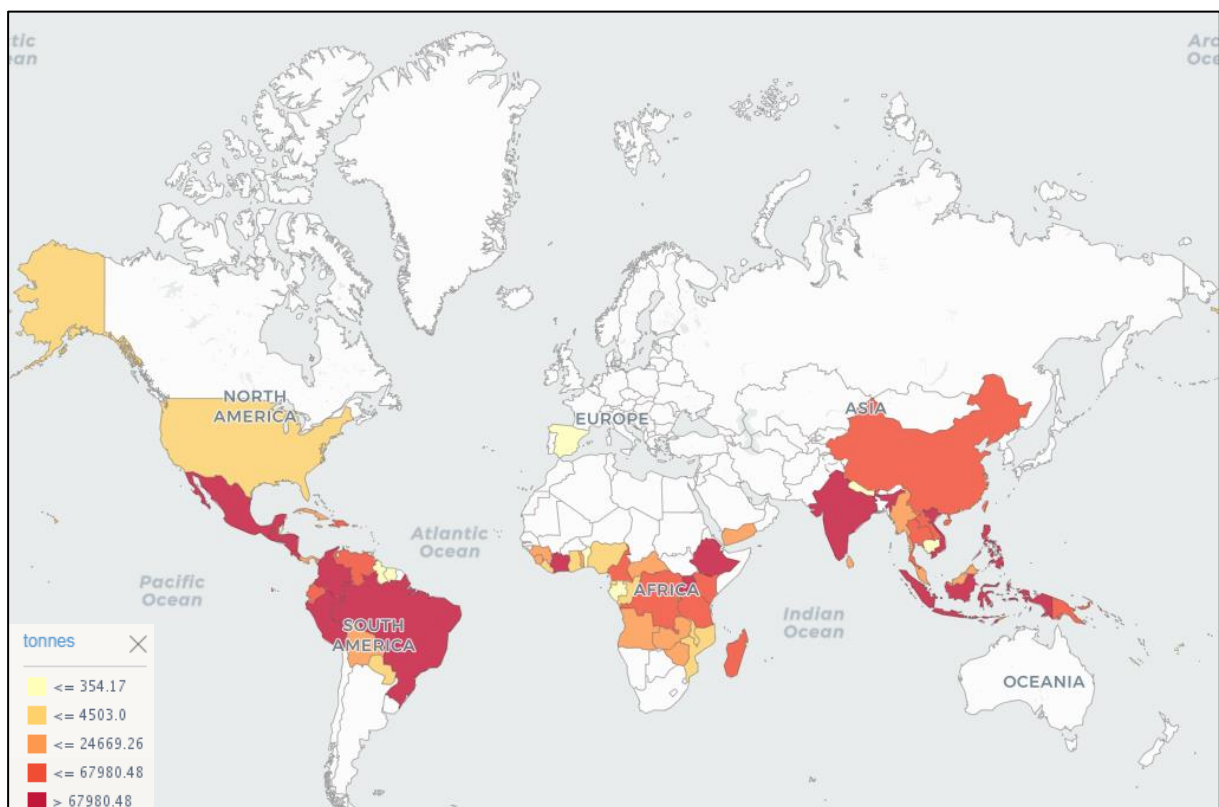 tic
ean
Arc
Oce
NORTH
AMERICA
EUROPE
ASIA
Atlantic
Ocean
Pacific
Ocean
AFRICA
Indian
Ocean
SOUTH
AMERICA
OCEANIA
tonnes
<= 354.17
<= 4503.0
<= 24669.26
<= 67980.48
> 67980.48